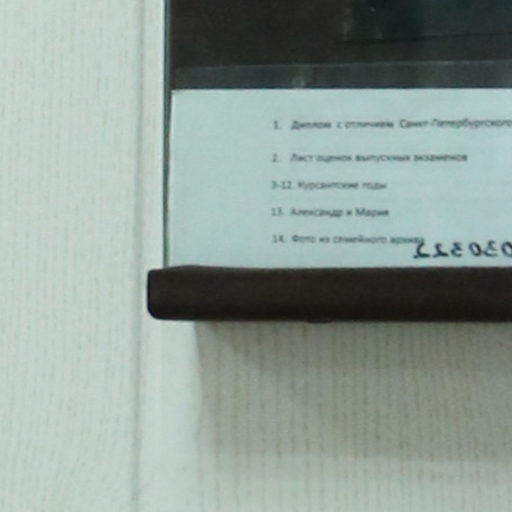 1. Диплом с отличием Санкт-Петербургского
2. Лист оценок выпускных экзаменов
3-12. Курсантские годы
13. Александр и Мария
14. Фото из семейного архива